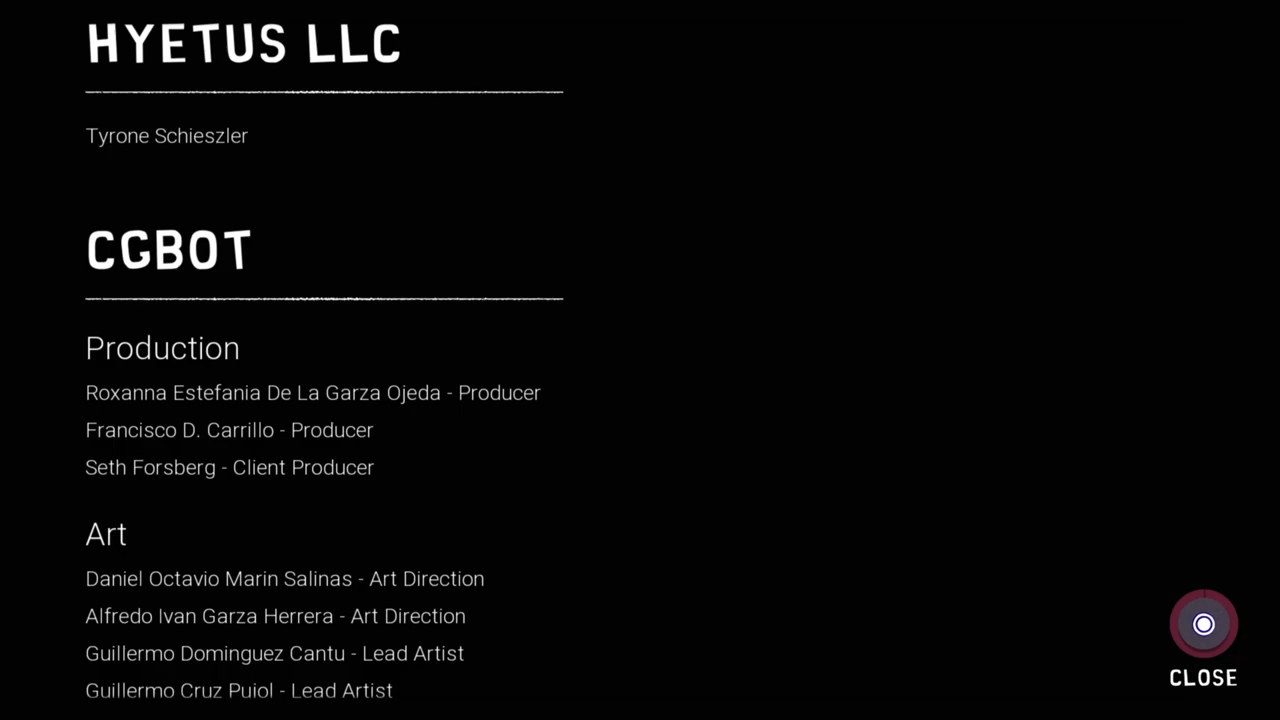 HYETUS LLC
Tyrone Schieszler
CGBOT
Production
Roxanna Estefania De La Garza Ojeda - Producer
Francisco D. Carrillo - Producer
Seth Forsberg - Client Producer
Art
Daniel Octavio Marin Salinas - Art Direction
Alfredo Ivan Garza Herrera - Art Direction
Guillermo Dominguez Cantu - Lead Artist
Guillermo Cruz Pujol - Lead Artist
CLOSE